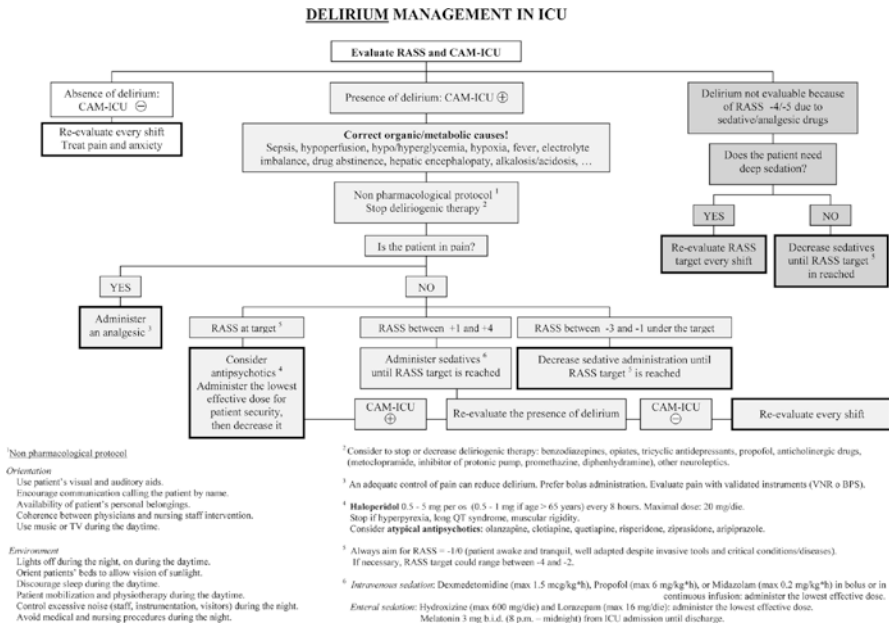 DELIRIUM MANAGEMENT IN ICU
Evaluate RASS and CAM-ICU
Absence of delirium:
CAM-ICU ⊖
Re-evaluate every shift
Treat pain and anxiety
Presence of delirium: CAM-ICU ⊕
Correct organic/metabolic causes!
Sepsis, hypoperfusion, hypo/hyperglycemia, hypoxia, fever, electrolyte
imbalance, drug abstinence, hepatic encephalopaty, alkalosis/acidosis, …
Non pharmacological protocol 1
Stop deliriogenic therapy 2
Is the patient in pain?
YES
Administer
an analgesic 3
NO
RASS at target 5
Consider
antipsychotics 4
Administer the lowest
effective dose for
patient security,
then decrease it
RASS between +1 and +4
Administer sedatives 6
until RASS target is reached
RASS between -3 and -1 under the target
Decrease sedative administration until
RASS target 5 is reached
CAM-ICU
⊕
Re-evaluate the presence of delirium
CAM-ICU
⊖
Re-evaluate every shift
Delirium not evaluable because
of RASS -4/-5 due to
sedative/analgesic drugs
Does the patient need
deep sedation?
YES
Re-evaluate RASS
target every shift
NO
Decrease sedatives
until RASS target 5
in reached
1Non pharmacological protocol
Orientation
Use patient's visual and auditory aids.
Encourage communication calling the patient by name.
Availability of patient's personal belongings.
Coherence between physicians and nursing staff intervention.
Use music or TV during the daytime.
Environment
Lights off during the night, on during the daytime.
Orient patients' beds to allow vision of sunlight.
Discourage sleep during the daytime.
Patient mobilization and physiotherapy during the daytime.
Control excessive noise (staff, instrumentation, visitors) during the night.
Avoid medical and nursing procedures during the night.
2 Consider to stop or decrease deliriogenic therapy: benzodiazepines, opiates, tricyclic antidepressants, propofol, anticholinergic drugs,
(metoclopramide, inhibitor of protonic pump, promethazine, diphenhydramine), other neuroleptics.
3 An adequate control of pain can reduce delirium. Prefer bolus administration. Evaluate pain with validated instruments (VNR o BPS).
4 Haloperidol 0.5 - 5 mg per os (0.5 - 1 mg if age > 65 years) every 8 hours. Maximal dose: 20 mg/die.
Stop if hyperpyrexia, long QT syndrome, muscular rigidity.
Consider atypical antipsychotics: olanzapine, clotiapine, quetiapine, risperidone, ziprasidone, aripiprazole.
5 Always aim for RASS = -1/0 (patient awake and tranquil, well adapted despite invasive tools and critical conditions/diseases).
If necessary, RASS target could range between -4 and -2.
6 Intravenous sedation: Dexmedetomidine (max 1.5 mcg/kg*h), Propofol (max 6 mg/kg*h), or Midazolam (max 0.2 mg/kg*h) in bolus or in
continuous infusion: administer the lowest effective dose.
Enteral sedation: Hydroxizine (max 600 mg/die) and Lorazepam (max 16 mg/die): administer the lowest effective dose.
Melatonin 3 mg b.i.d. (8 p.m. – midnight) from ICU admission until discharge.